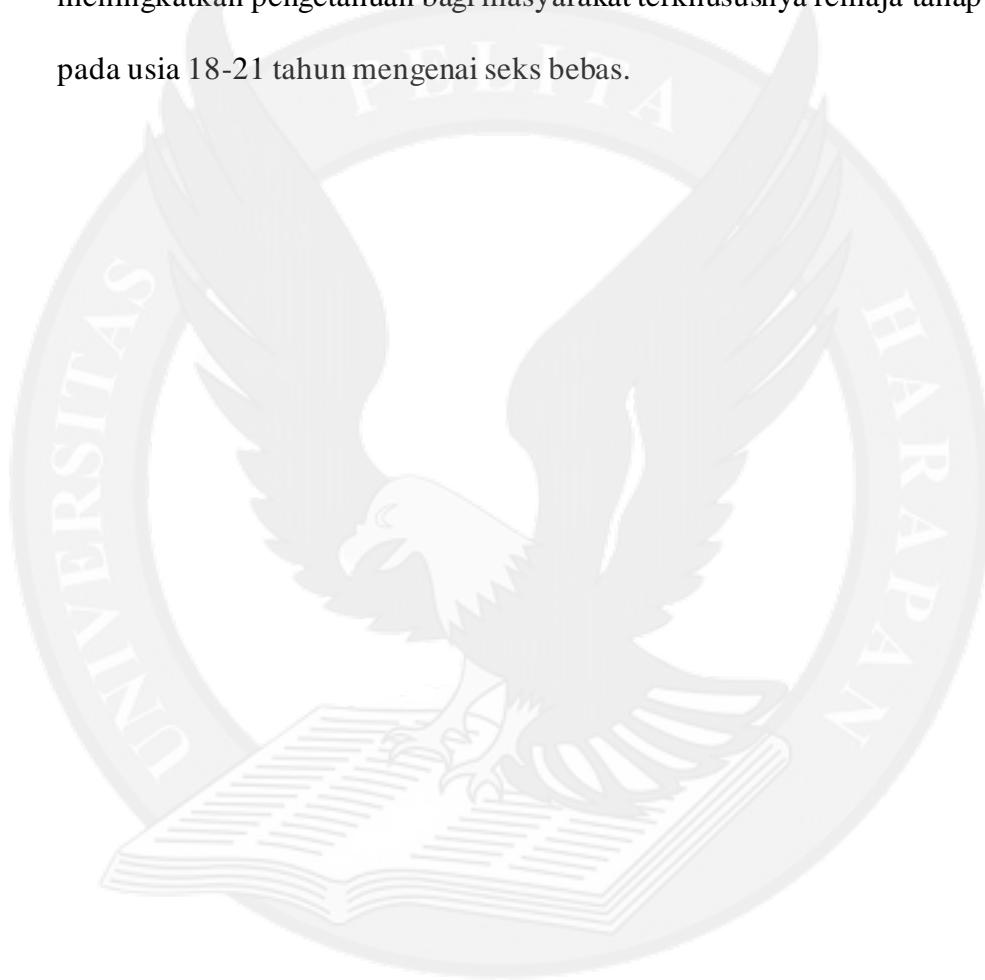 meningkatkan pengetahuan bagi masyarakat terkhususnya remaja tahap
pada usia 18-21 tahun mengenai seks bebas.
UNIVERSITAS PELITA HARAPAN